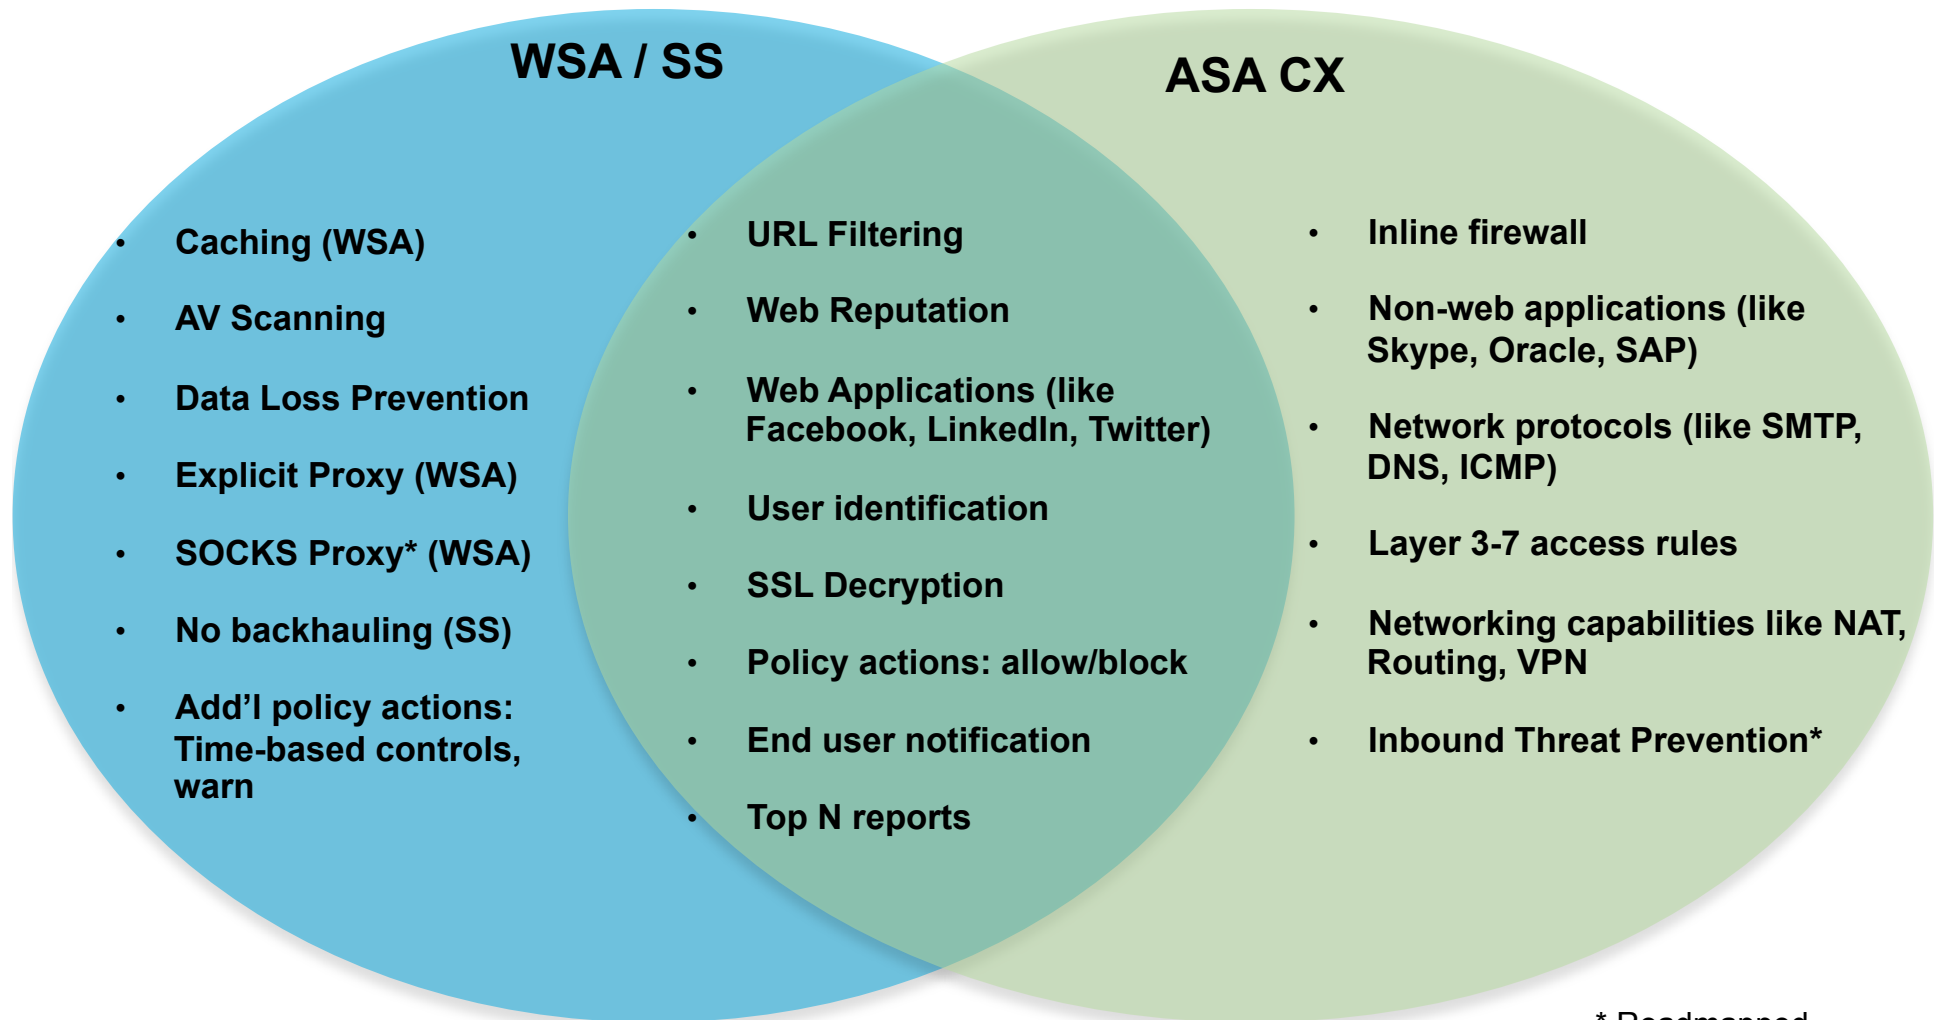 WSA / SS
ASA CX
• Caching (WSA)
• AV Scanning
• Data Loss Prevention
• Explicit Proxy (WSA)
• SOCKS Proxy* (WSA)
• No backhauling (SS)
• Add’l policy actions:
Time-based controls,
warn
• URL Filtering
• Web Reputation
• Web Applications (like
Facebook, LinkedIn, Twitter)
• User identification
• SSL Decryption
• Policy actions: allow/block
• End user notification
• Top N reports
• Inline firewall
• Non-web applications (like
Skype, Oracle, SAP)
• Network protocols (like SMTP,
DNS, ICMP)
• Layer 3-7 access rules
• Networking capabilities like NAT,
Routing, VPN
• Inbound Threat Prevention*
* Roadmapped